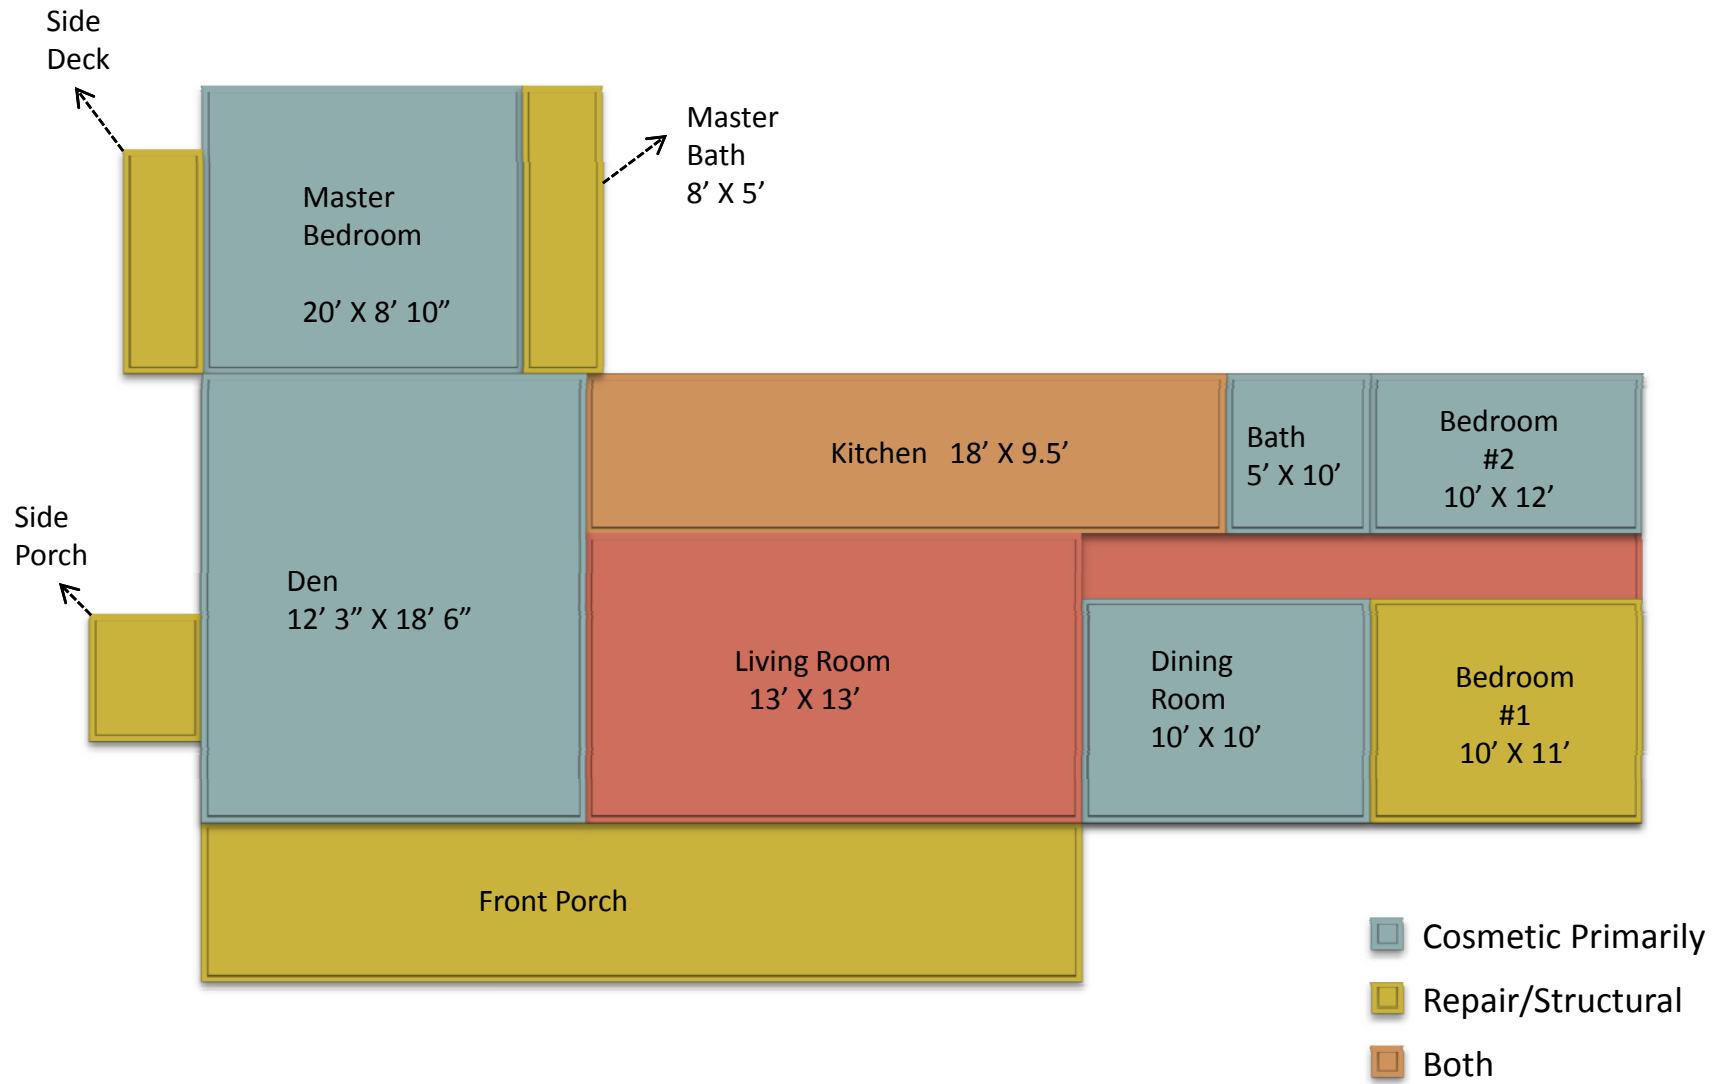 Side
Deck
Master
Bath
8’ X 5’
Master
Bedroom
20’ X 8’ 10”
Kitchen 18’ X 9.5’
Bath
5’ X 10’
Bedroom
#2
10’ X 12’
Side
Porch
Den
12’ 3” X 18’ 6”
Living Room
13’ X 13’
Dining
Room
10’ X 10’
Bedroom
#1
10’ X 11’
Front Porch
Cosmetic Primarily
Repair/Structural
Both